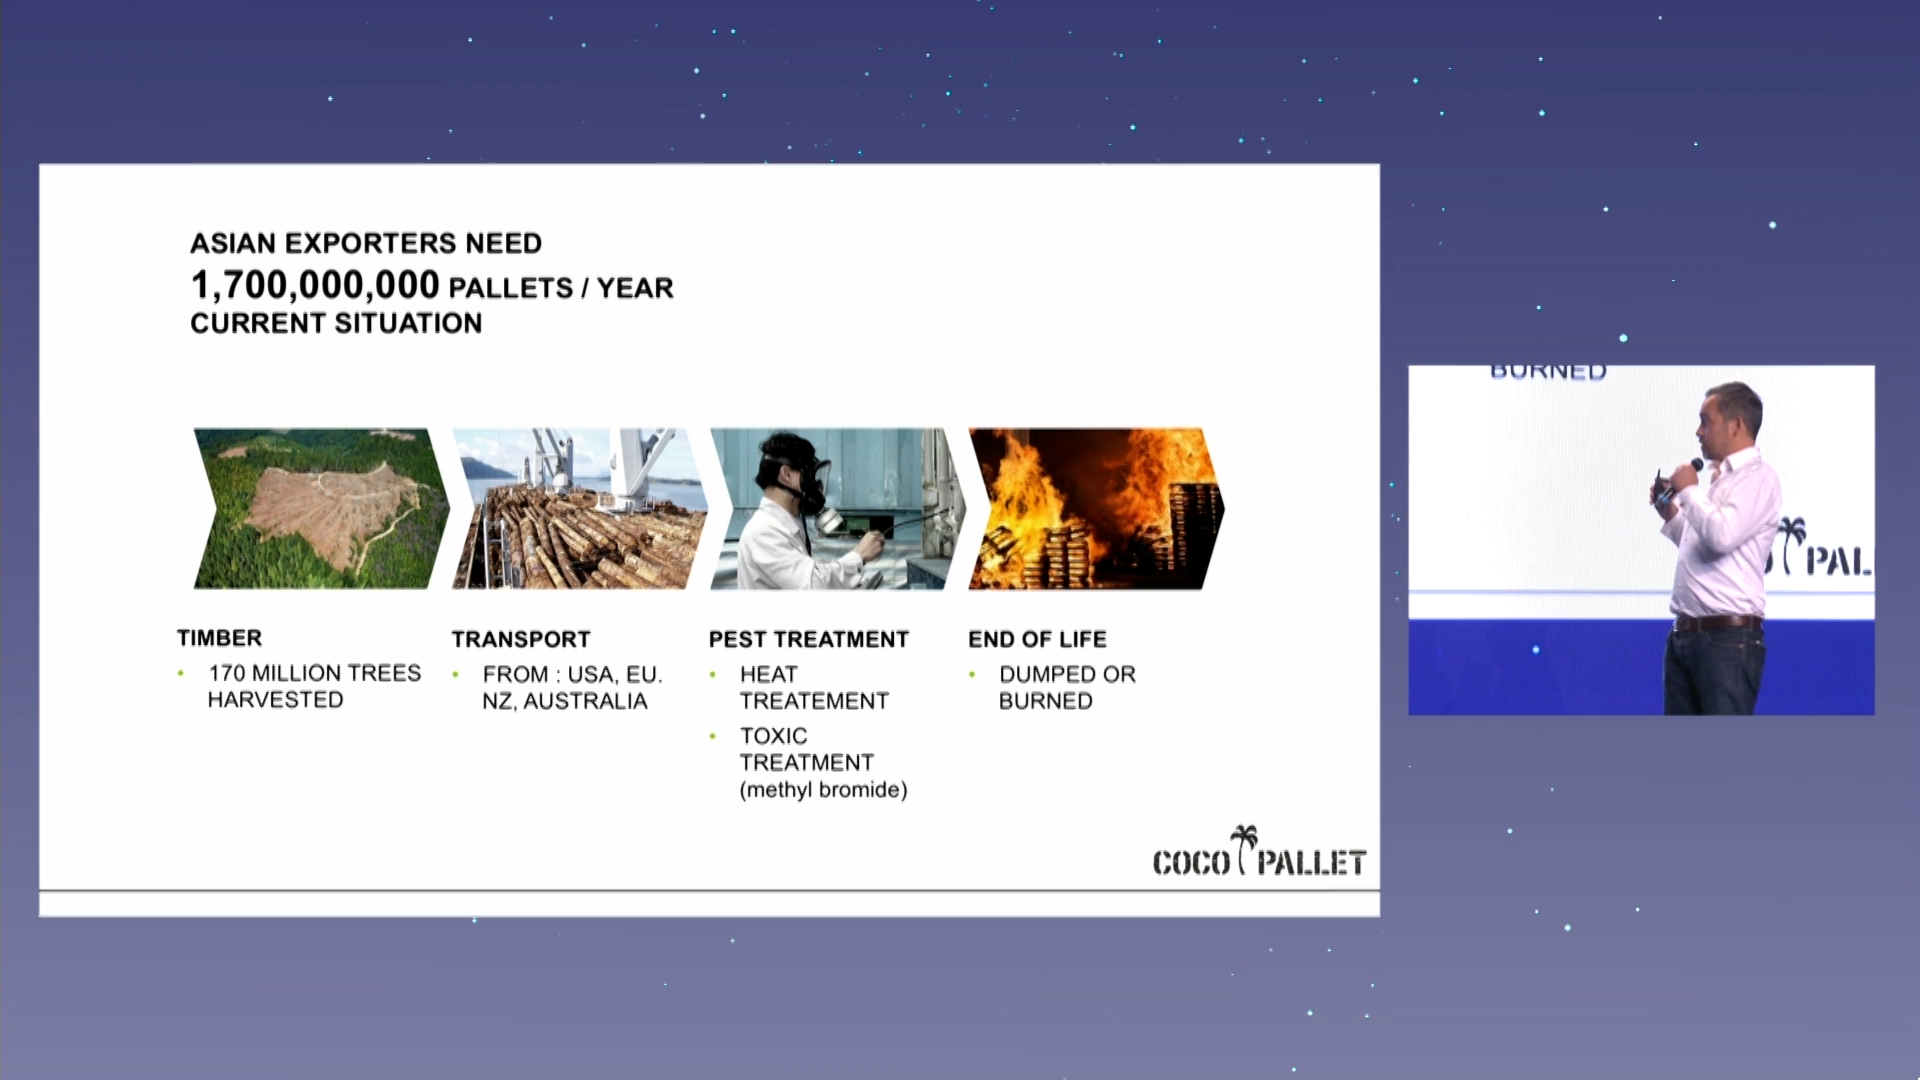 ASIAN EXPORTERS NEED
1,700,000,000 PALLETS / YEAR
CURRENT SITUATION
TIMBER
• 170 MILLION TREES
HARVESTED
TRANSPORT
• FROM : USA, EU.
NZ, AUSTRALIA
PEST TREATMENT
• HEAT
TREATEMENT
• TOXIC
TREATMENT
(methyl bromide)
END OF LIFE
• DUMPED OR
BURNED
COCO PALLET
BURNED
O PAL